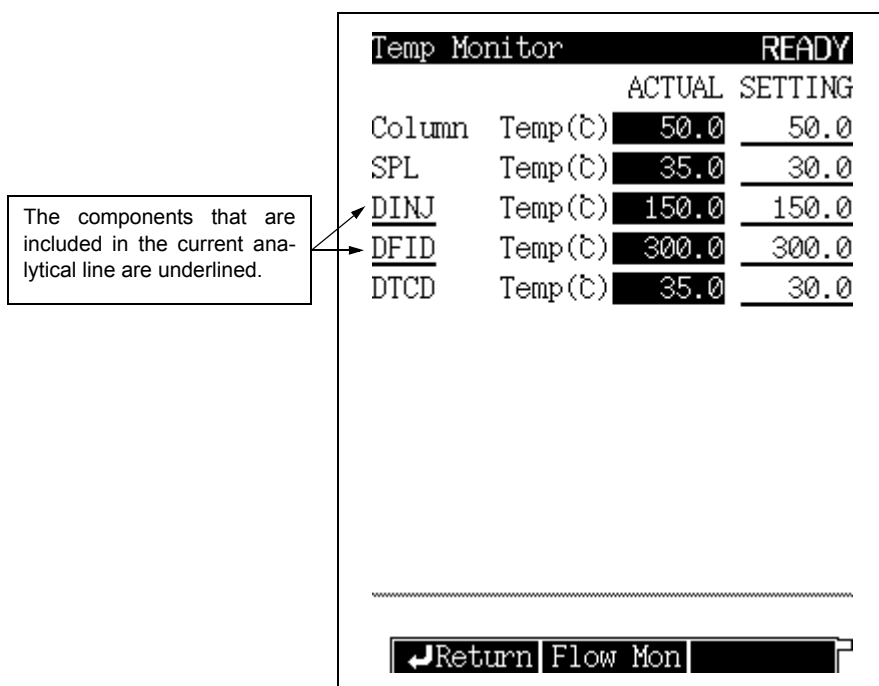 Temp Monitor READY
ACTUAL SETTING
Column Temp(℃) 50.0 50.0
SPL Temp(℃) 35.0 30.0
DINJ Temp(℃) 150.0 150.0
DFID Temp(℃) 300.0 300.0
DTCD Temp(℃) 35.0 30.0
The components that are
included in the current ana-
lytical line are underlined.
↵Return Flow Mon